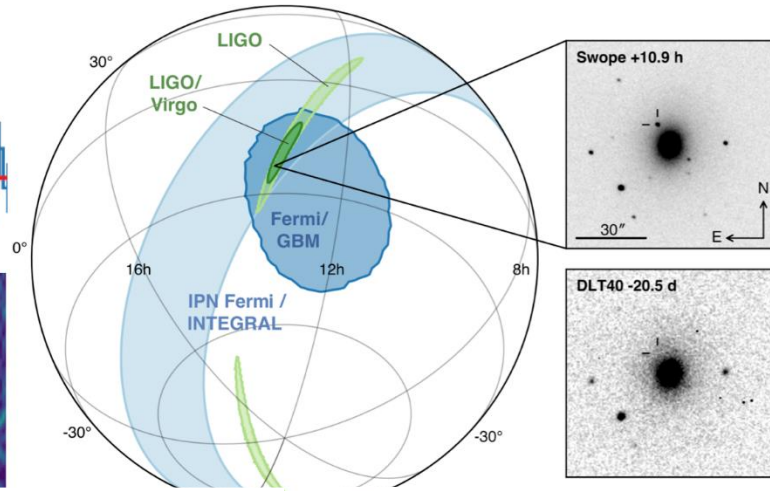 LIGO
30°
LIGO/
Virgo
Swope +10.9 h
N
Fermi/
GBM
30"
E
0°
16h
12h
8h
DLT40 -20.5 d
IPN Fermi /
INTEGRAL
-30°
-30°